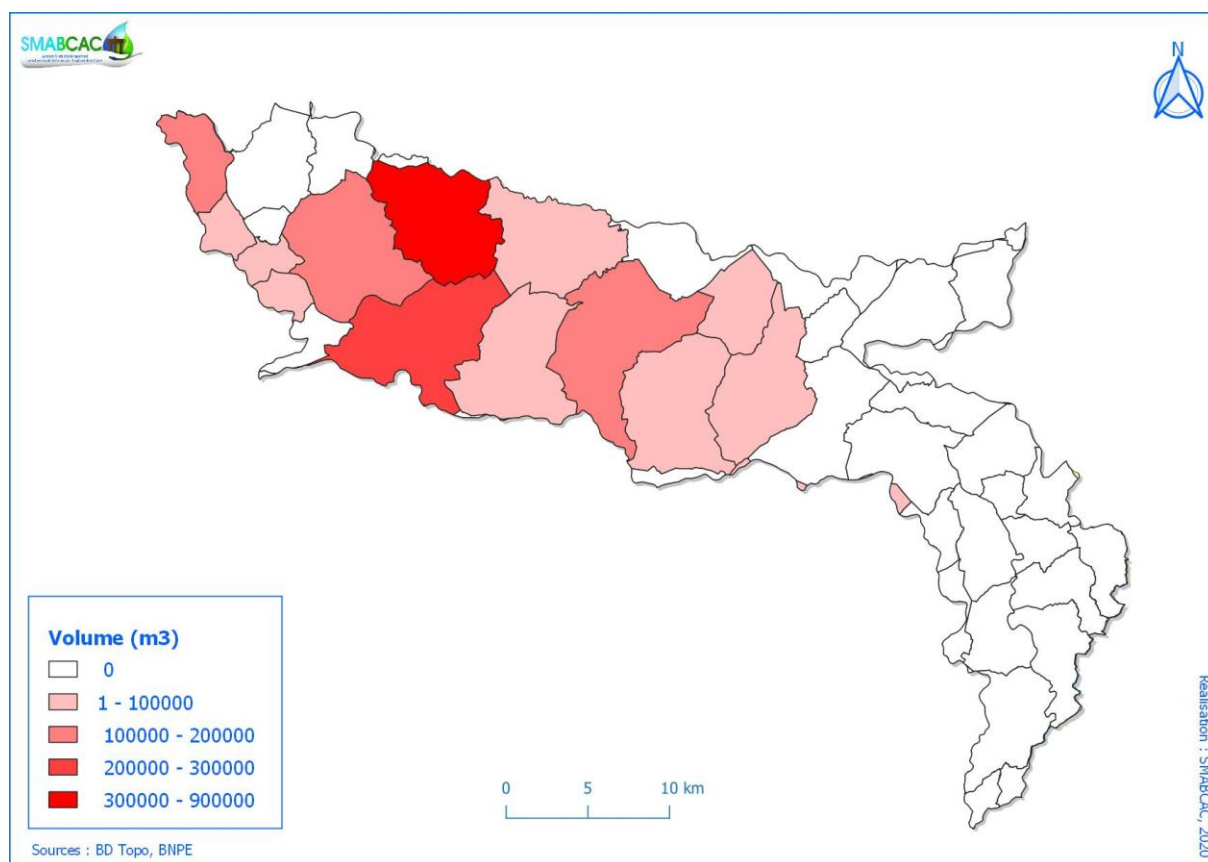 SMABCAC
N
Volume (m3)
0
1 - 100000
100000 - 200000
200000 - 300000
300000 - 900000
0 5 10 km
Sources : BD Topo, BNPE
Réalisation : SMABCAC, 2020